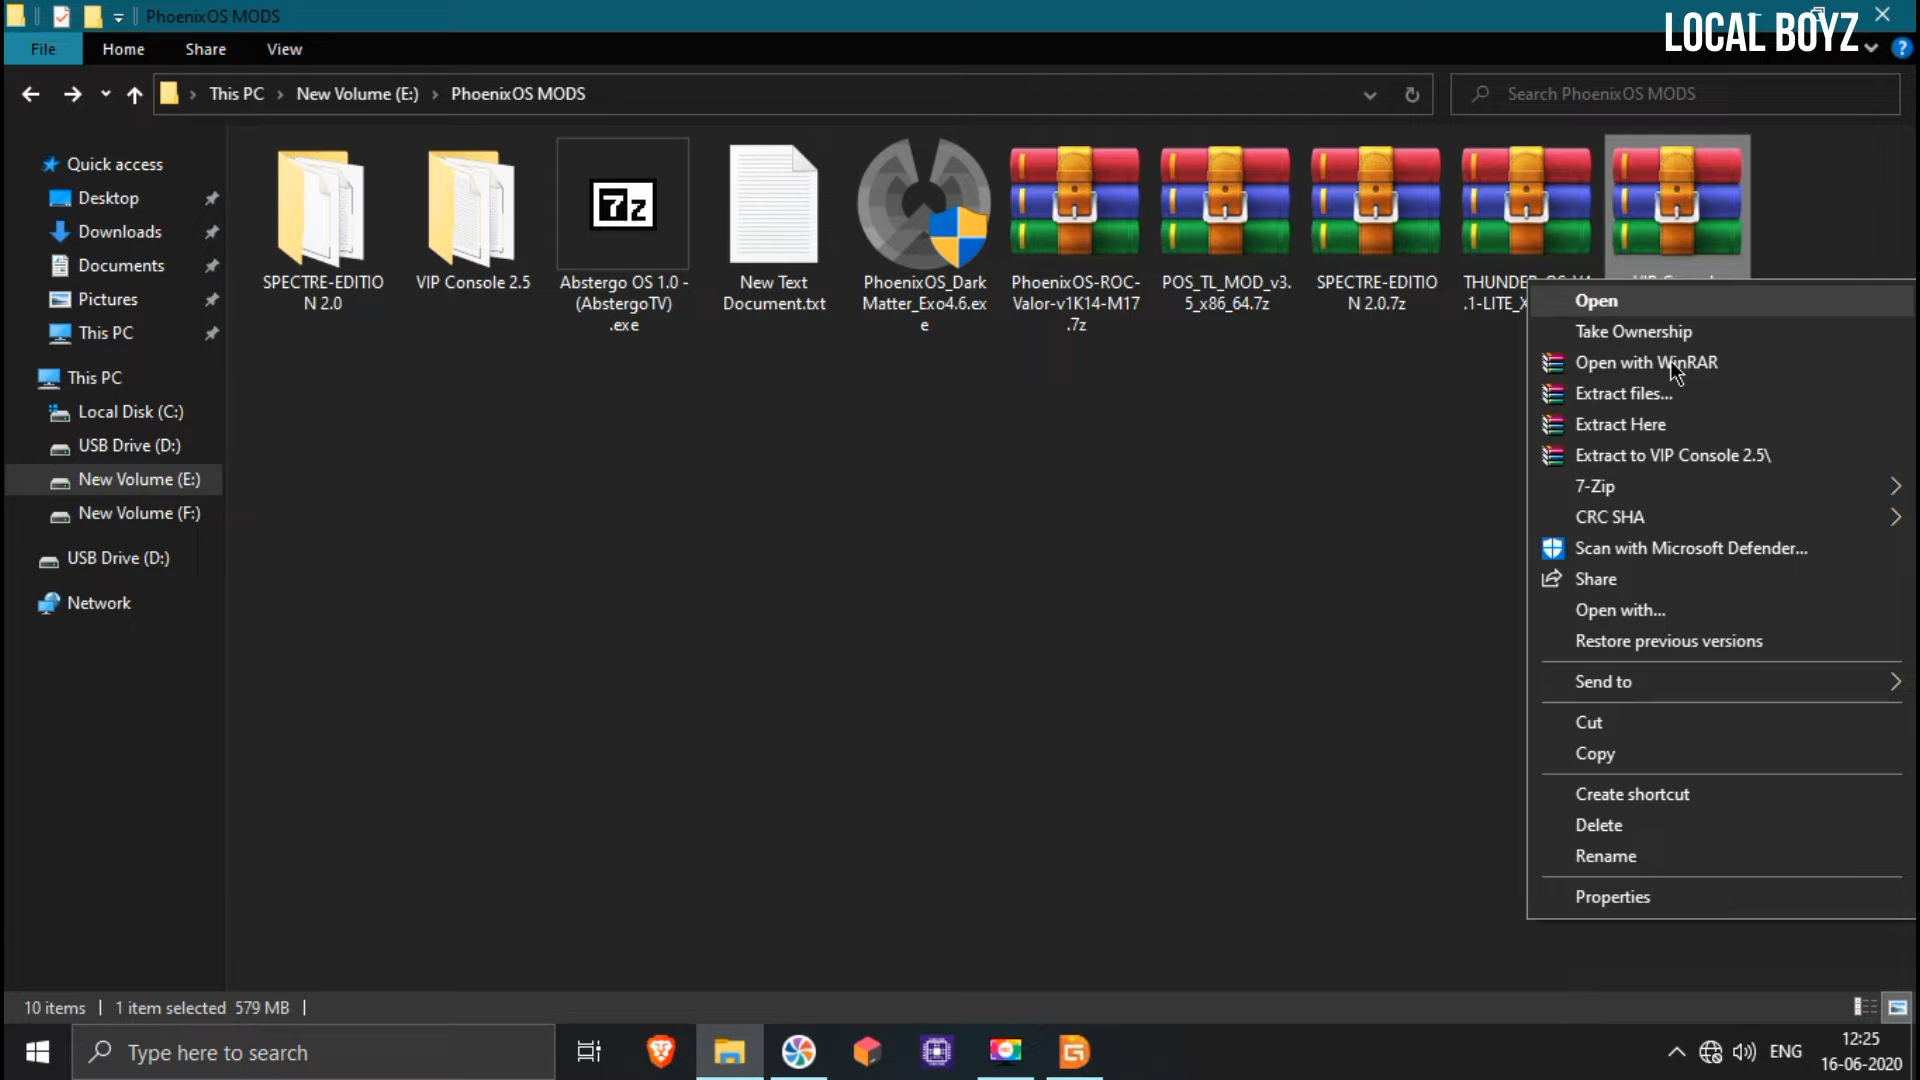 PhoenixOS MODS
LOCAL BOYZ
File Home Share View
This PC New Volume (E:) PhoenixOS MODS
Search PhoenixOS MODS
Quick access
Desktop
Downloads
Documents
Pictures
This PC
This PC
Local Disk (C:)
USB Drive (D:)
New Volume (E:)
New Volume (F:)
USB Drive (D:)
Network
SPECTRE-EDITIO
N 2.0
VIP Console 2.5
7z
Abstergo OS 1.0 -
(AbstergoTV)
.exe
New Text
Document.txt
PhoenixOS_Dark
Matter_Exo4.6.ex
e
PhoenixOS-ROC-
Valor-v1K14-M17
.7z
POS_TL_MOD_v3.
5_x86_64.7z
SPECTRE-EDITIO
N 2.0.7z
.1-LITE_X
Open
Take Ownership
Open with WinRAR
Extract files...
Extract Here
Extract to VIP Console 2.5\
7-Zip
CRC SHA
Scan with Microsoft Defender...
Share
Open with...
Restore previous versions
Send to
Cut
Copy
Create shortcut
Delete
Rename
Properties
10 items 1 item selected 579 MB
Type here to search
ENG
12:25
16-06-2020